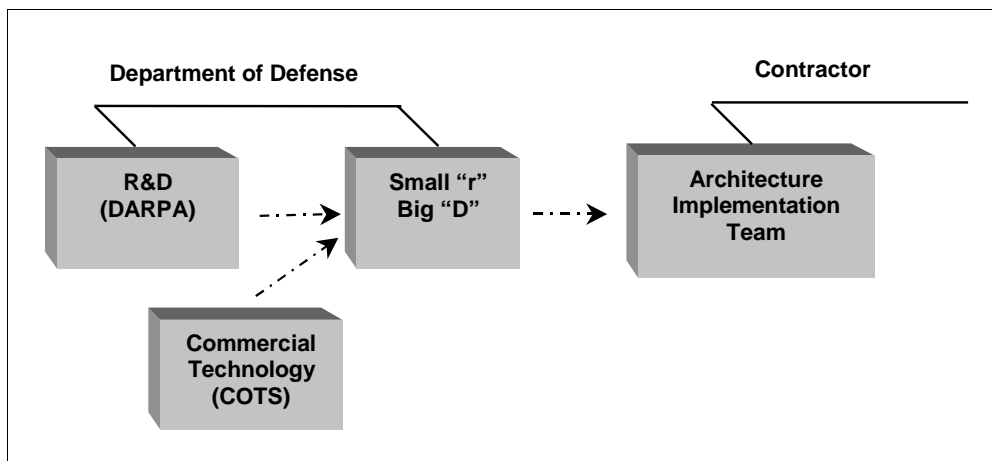 Department of Defense
Contractor
R&D
(DARPA)
Small “r”
Big “D”
Architecture
Implementation
Team
Commercial
Technology
(COTS)